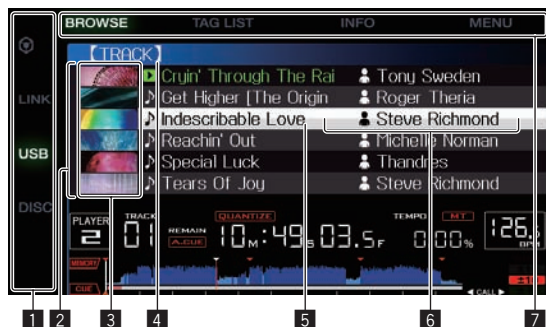 BROWSE TAG LIST INFO MENU
[TRACK]
LINK
USB
DISC
Cryin' Through The Rai Tony Sweden
Get Higher [The Origin Roger Theria
Indescribable Love Steve Richmond
Reachin' Out Michelle Norman
Special Luck Thandres
Tears Of Joy Steve Richmond
PLAYER 2
TRACK 01
REMAIN
A.CUE
QUANTIZE
10M:49S03.5F
TEMPO MT
0.00%
126.5 BPM
MEMORY
CUE
CALL
±10
1 2 3 4 5 6 7